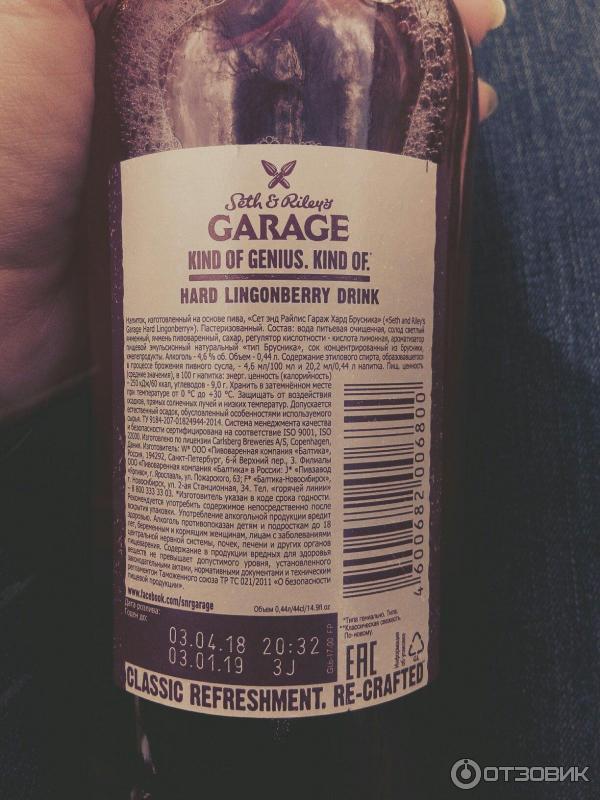 Seth & Riley's
GARAGE
KIND OF GENIUS. KIND OF.*
HARD LINGONBERRY DRINK
Напиток, изготовленный на основе пива, «Сет энд Райлис Гараж Хард Брусника» («Seth and Riley's
Garage Hard Lingonberry»). Пастеризованный. Состав: вода питьевая очищенная, солод светлый
ячменный, ячмень пивоваренный, сахар, регулятор кислотности - кислота лимонная, ароматизатор
пищевой эмульсионный натуральный «тип Брусника», сок концентрированный из брусники,
хмелепродукты. Алкоголь - 4,6 % об. Объем - 0,44 л. Содержание этилового спирта, образовавшегося
в процессе брожения пивного сусла, - 4,6 мл/100 мл и 20,2 мл/0,44 л напитка. Пищ. ценность
(средние значения), в 100 г напитка: энерг. ценность (калорийность)
- 250 кДж/60 ккал, углеводов - 9,0 г. Хранить в затемнённом месте
при температуре от 0 °С до +30 °С. Защищать от воздействия
осадков, прямых солнечных лучей и низких температур. Допускается
естественный осадок, обусловленный особенностями используемого
сырья. ТУ 9184-207-01824944-2014. Система менеджмента качества
и безопасности сертифицирована на соответствие ISO 9001, ISO
22000. Изготовлено по лицензии Carlsberg Breweries A/S, Copenhagen,
Дания. Изготовитель: W* ООО «Пивоваренная компания «Балтика»,
Россия, 194292, Санкт-Петербург, 6-й Верхний пер., 3. Филиалы
ООО «Пивоваренная компания «Балтика» в России: J* «Пивзавод
«Ярпиво», г. Ярославль, ул. Пожарского, 63; F* «Балтика-Новосибирск»,
г. Новосибирск, ул. 2-ая Станционная, 34. Тел. «горячей линии»
- 8 800 333 33 03. *Изготовитель указан в коде срока годности.
Рекомендуется употребить содержимое непосредственно после
вскрытия упаковки. Употребление алкогольной продукции вредит
здоровью. Алкоголь противопоказан детям и подросткам до 18
лет, беременным и кормящим женщинам, лицам с заболеваниями
центральной нервной системы, почек, печени и других органов
пищеварения. Содержание в продукции вредных для здоровья
веществ не превышает допустимого уровня, установленного
обязательными актами, нормативными документами и техническим
регламентом Таможенного союза ТР ТС 021/2011 «О безопасности
пищевой продукции».
www.facebook.com/snrgarage
Объем 0,44л/44cl/14.9fl oz
4600682006800
Дата розлива:
Годен до:
03.04.18 20:32
03.01.19 3J
*Типа гениально. Типа.
**Классическая свежесть.
По-новому.
EAC
Информация
об упаковке
CLASSIC REFRESHMENT. RE-CRAFTED
ОТЗОВИК